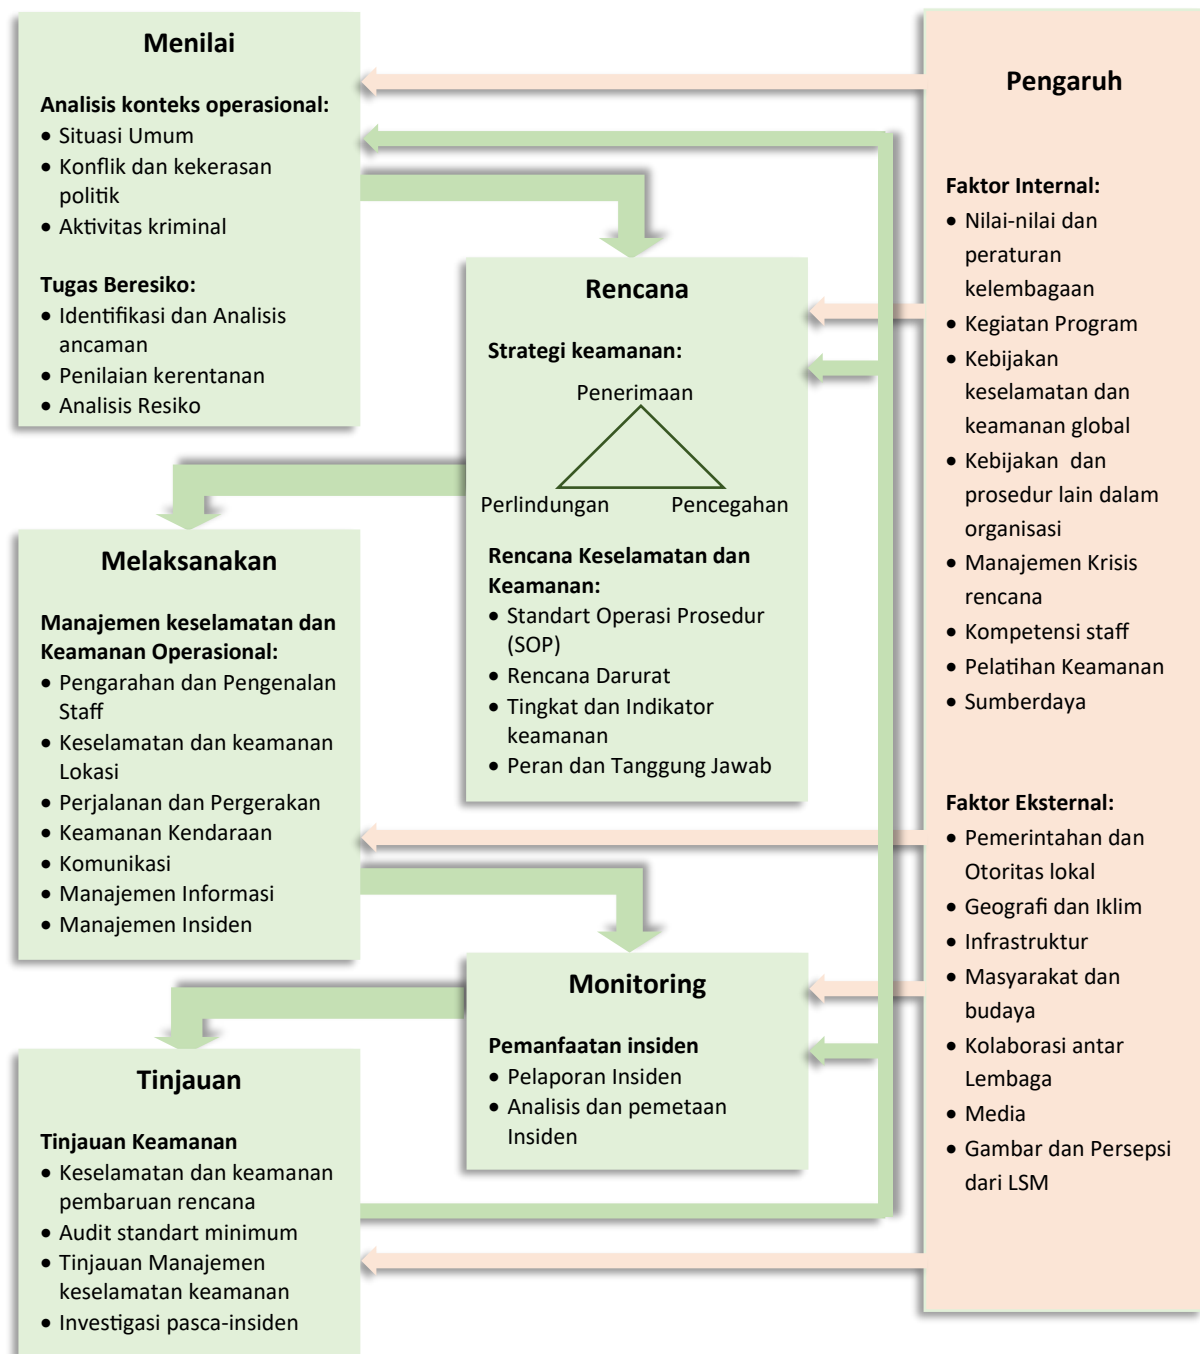 Menilai
Analisis konteks operasional:
• Situasi Umum
• Konflik dan kekerasan
politik
• Aktivitas kriminal
Tugas Beresiko:
• Identifikasi dan Analisis
ancaman
• Penilaian kerentanan
• Analisis Resiko
Rencana
Strategi keamanan:
Penerimaan
Perlindungan
Pencegahan
Rencana Keselamatan dan
Keamanan:
• Standart Operasi Prosedur
(SOP)
• Rencana Darurat
• Tingkat dan Indikator
keamanan
• Peran dan Tanggung Jawab
Melaksanakan
Manajemen keselamatan dan
Keamanan Operasional:
• Pengarahan dan Pengenalan
Staff
• Keselamatan dan keamanan
Lokasi
• Perjalanan dan Pergerakan
• Keamanan Kendaraan
• Komunikasi
• Manajemen Informasi
• Manajemen Insiden
Monitoring
Pemanfaatan insiden
• Pelaporan Insiden
• Analisis dan pemetaan
Insiden
Tinjauan
Tinjauan Keamanan
• Keselamatan dan keamanan
pembaruan rencana
• Audit standart minimum
• Tinjauan Manajemen
keselamatan keamanan
• Investigasi pasca-insiden
Pengaruh
Faktor Internal:
• Nilai-nilai dan
peraturan
kelembagaan
• Kegiatan Program
• Kebijakan
keselamatan dan
keamanan global
• Kebijakan  dan
prosedur lain dalam
organisasi
• Manajemen Krisis
rencana
• Kompetensi staff
• Pelatihan Keamanan
• Sumberdaya
Faktor Eksternal:
• Pemerintahan dan
Otoritas lokal
• Geografi dan Iklim
• Infrastruktur
• Masyarakat dan
budaya
• Kolaborasi antar
Lembaga
• Media
• Gambar dan Persepsi
dari LSM